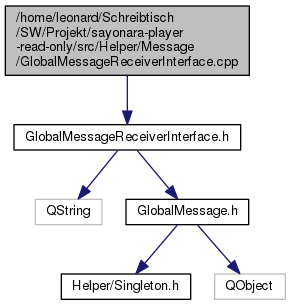 /home/leonard/Schreibtisch
/SW/Projekt/sayonara-player
-read-only/src/Helper/Message
/GlobalMessageReceiverInterface.cpp
GlobalMessageReceiverInterface.h
QString
GlobalMessage.h
Helper/Singleton.h
QObject